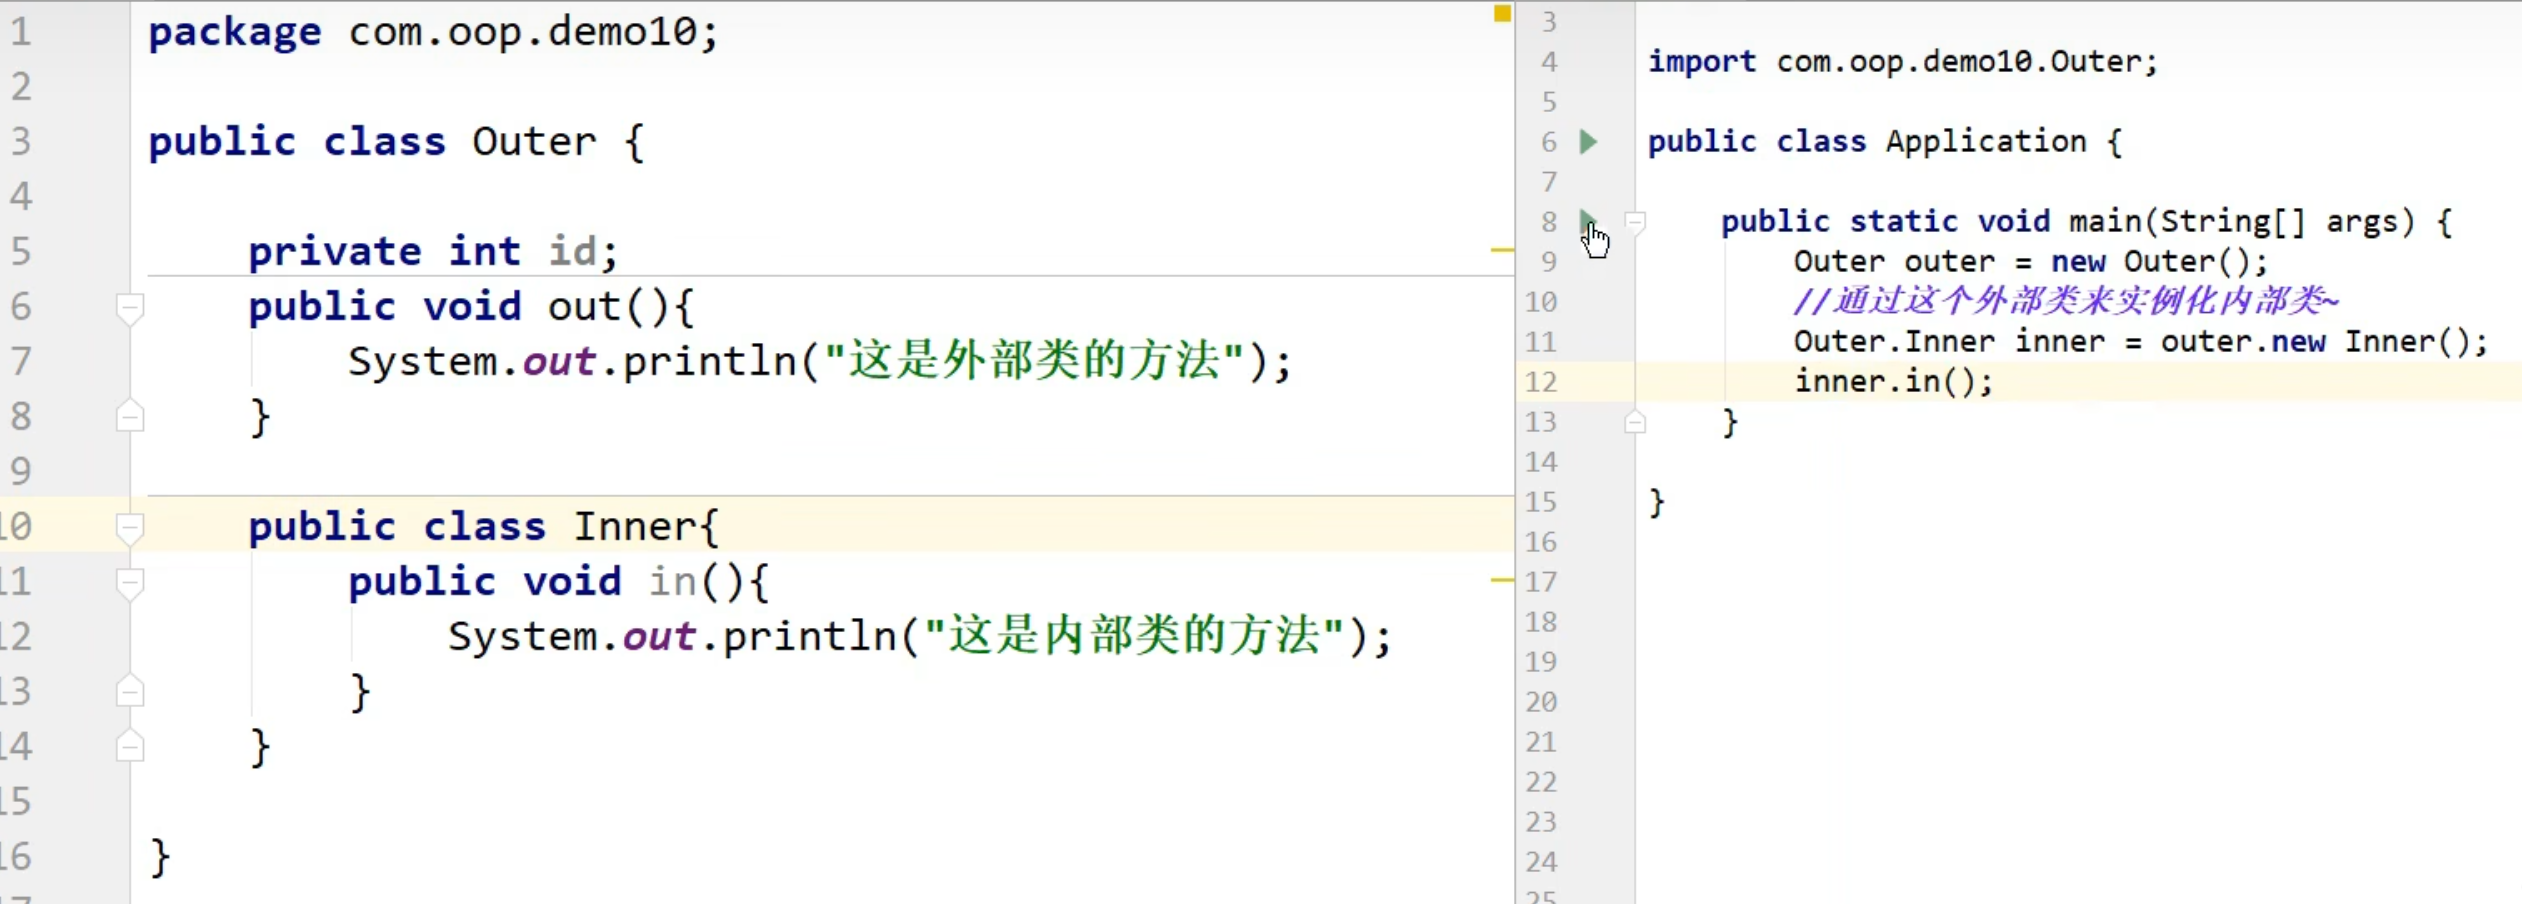 1 package com.oop.demo10;
2
3 public class Outer {
4
5 private int id;
6 public void out(){
7 System.out.println("这是外部类的方法");
8 }
9
10 public class Inner{
11 public void in(){
12 System.out.println("这是内部类的方法");
13 }
14 }
15
16 }
17
3
4 import com.oop.demo10.Outer;
5
6 public class Application {
7
8 public static void main(String[] args) {
9 Outer outer = new Outer();
10 //通过这个外部类来实例化内部类~
11 Outer.Inner inner = outer.new Inner();
12 inner.in();
13 }
14
15 }
16
17
18
19
20
21
22
23
24
25